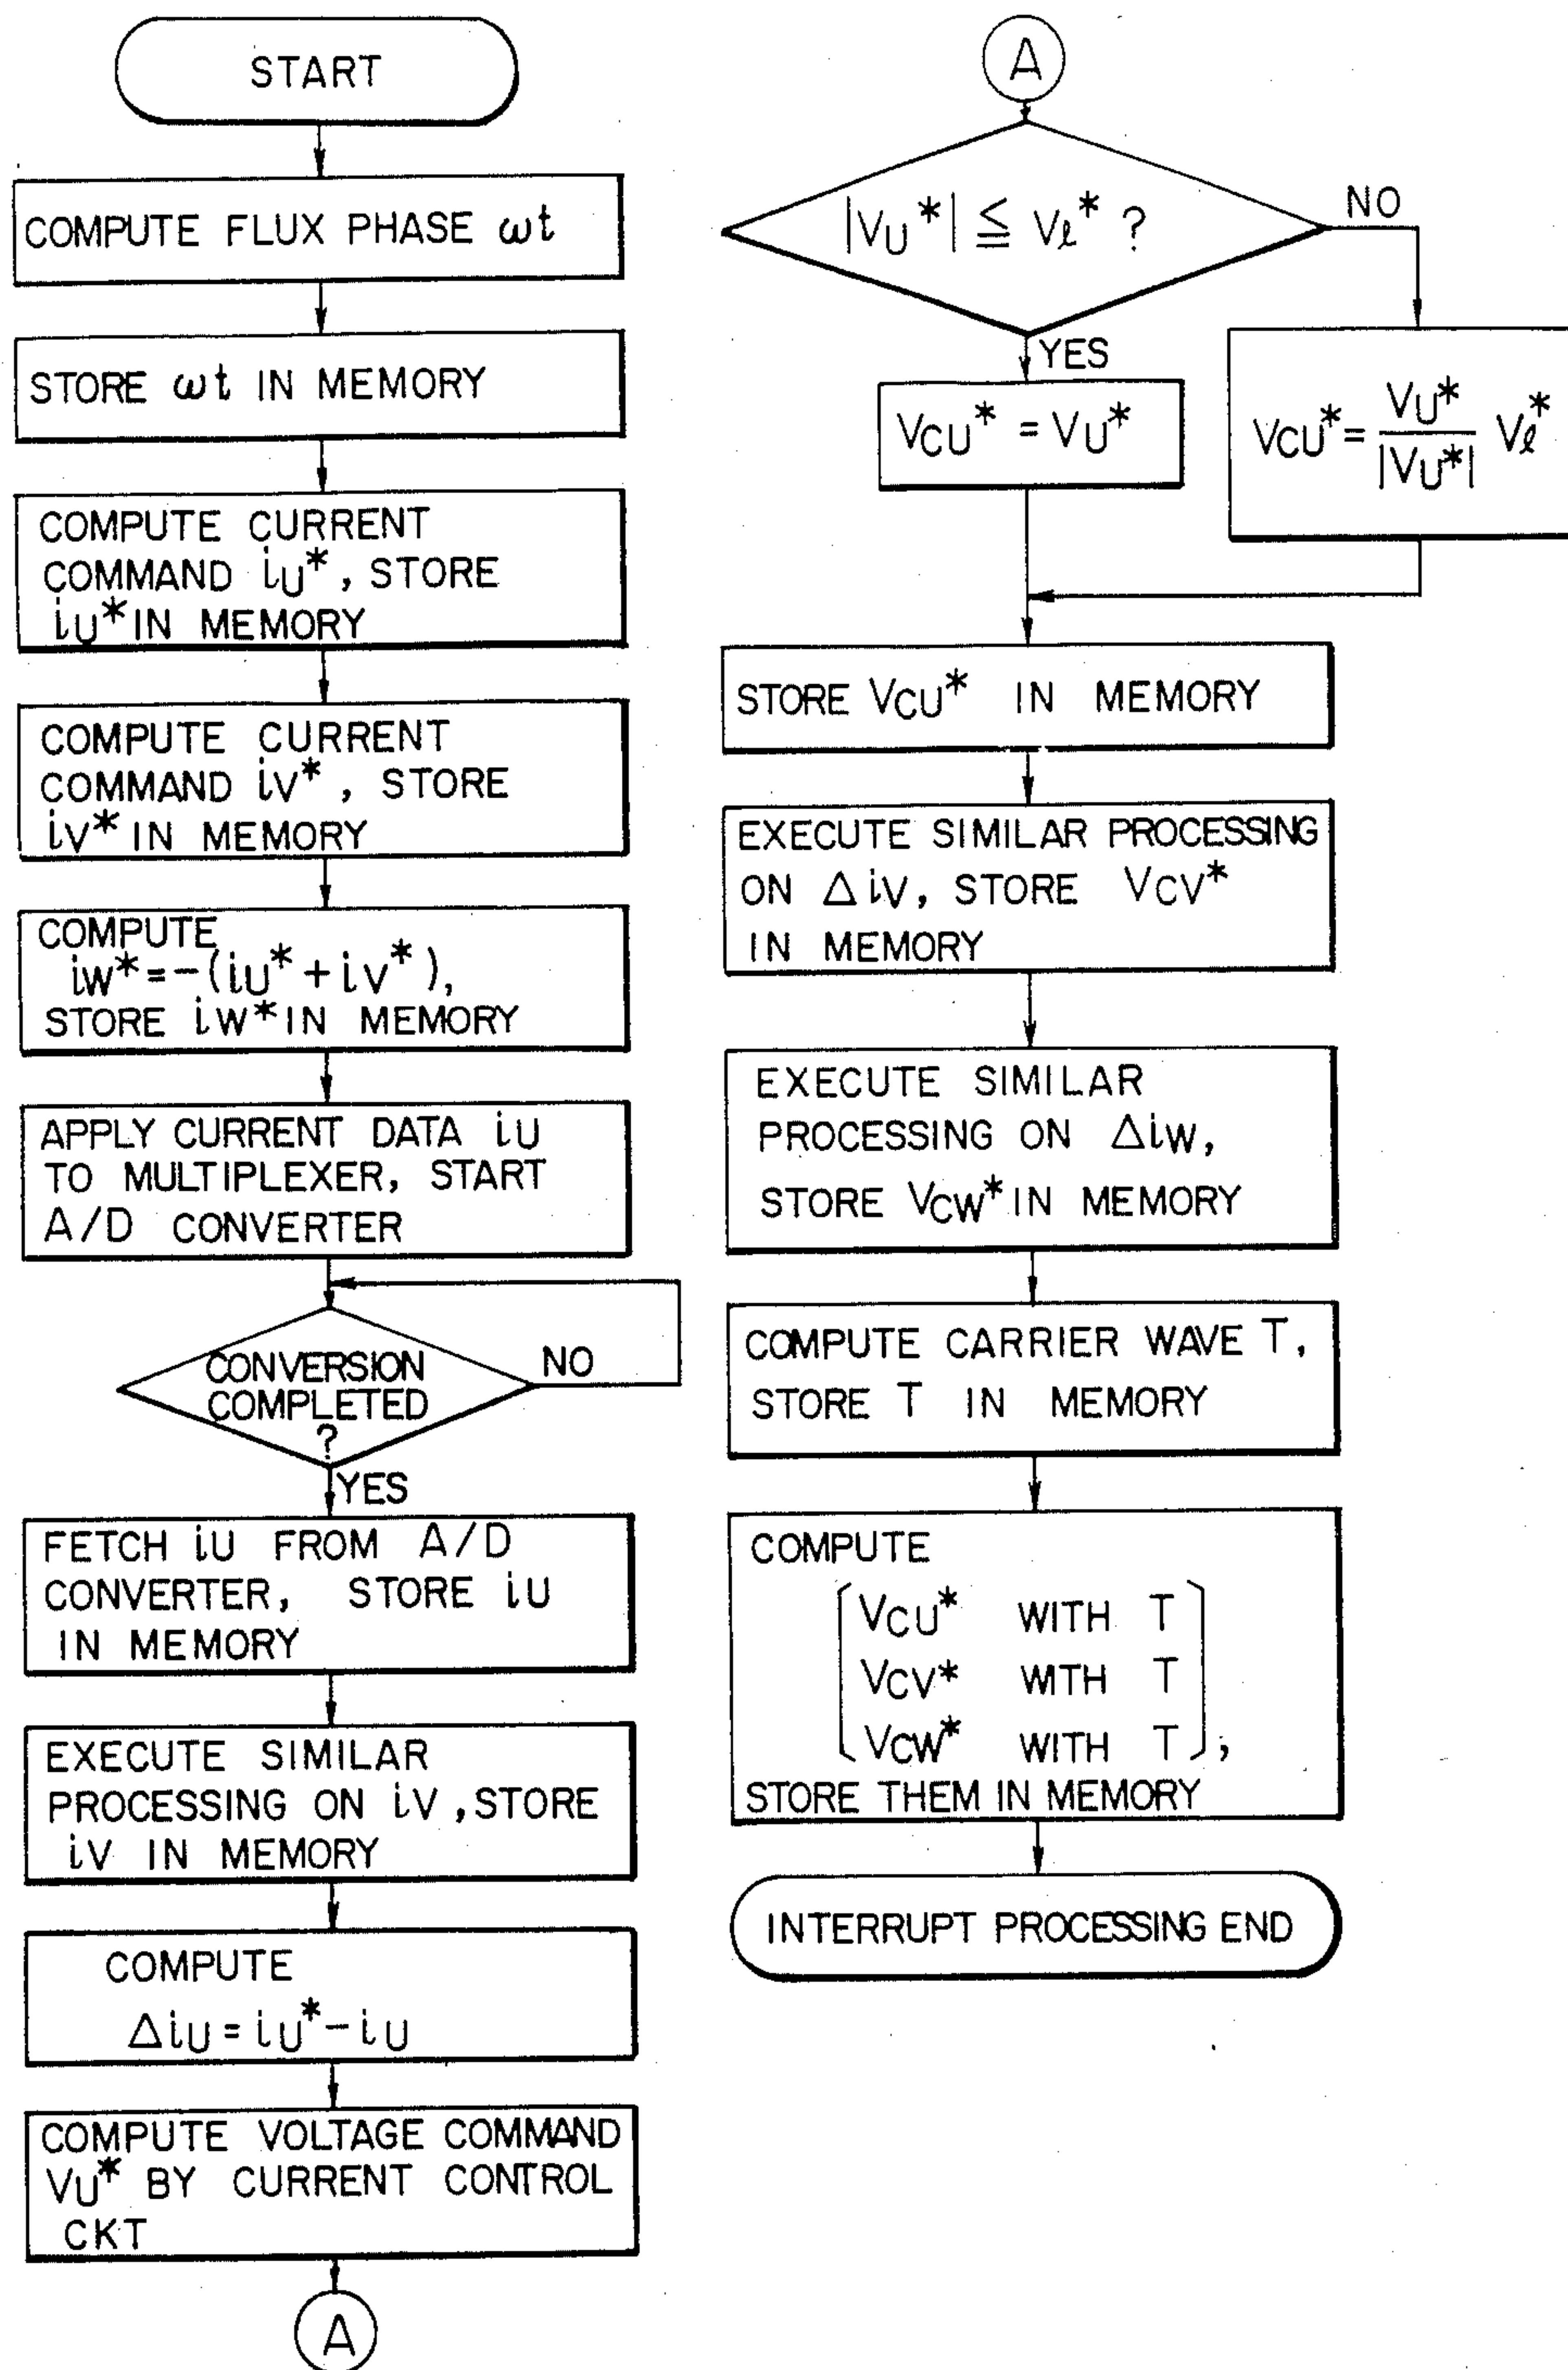 START
COMPUTE FLUX PHASE ωt
STORE ωt IN MEMORY
COMPUTE CURRENT
COMMAND iU*, STORE
iU* IN MEMORY
COMPUTE CURRENT
COMMAND iV*, STORE
iV* IN MEMORY
COMPUTE
iW*=-(iU*+iV*),
STORE iW* IN MEMORY
APPLY CURRENT DATA iU
TO MULTIPLEXER, START
A/D CONVERTER
CONVERSION
COMPLETED
?
NO
YES
FETCH iU FROM A/D
CONVERTER, STORE iU
IN MEMORY
EXECUTE SIMILAR
PROCESSING ON iV, STORE
iV IN MEMORY
COMPUTE
ΔiU=iU*-iU
COMPUTE VOLTAGE COMMAND
VU* BY CURRENT CONTROL
CKT
A
A
|VU*| ≦ Vℓ* ?
NO
YES
VCU* = VU*
VCU* = VU*/|VU*| Vℓ*
STORE VCU* IN MEMORY
EXECUTE SIMILAR PROCESSING
ON ΔiV, STORE VCV*
IN MEMORY
EXECUTE SIMILAR
PROCESSING ON ΔiW,
STORE VCW* IN MEMORY
COMPUTE CARRIER WAVE T,
STORE T IN MEMORY
COMPUTE
VCU* WITH T
VCV* WITH T
VCW* WITH T,
STORE THEM IN MEMORY
INTERRUPT PROCESSING END